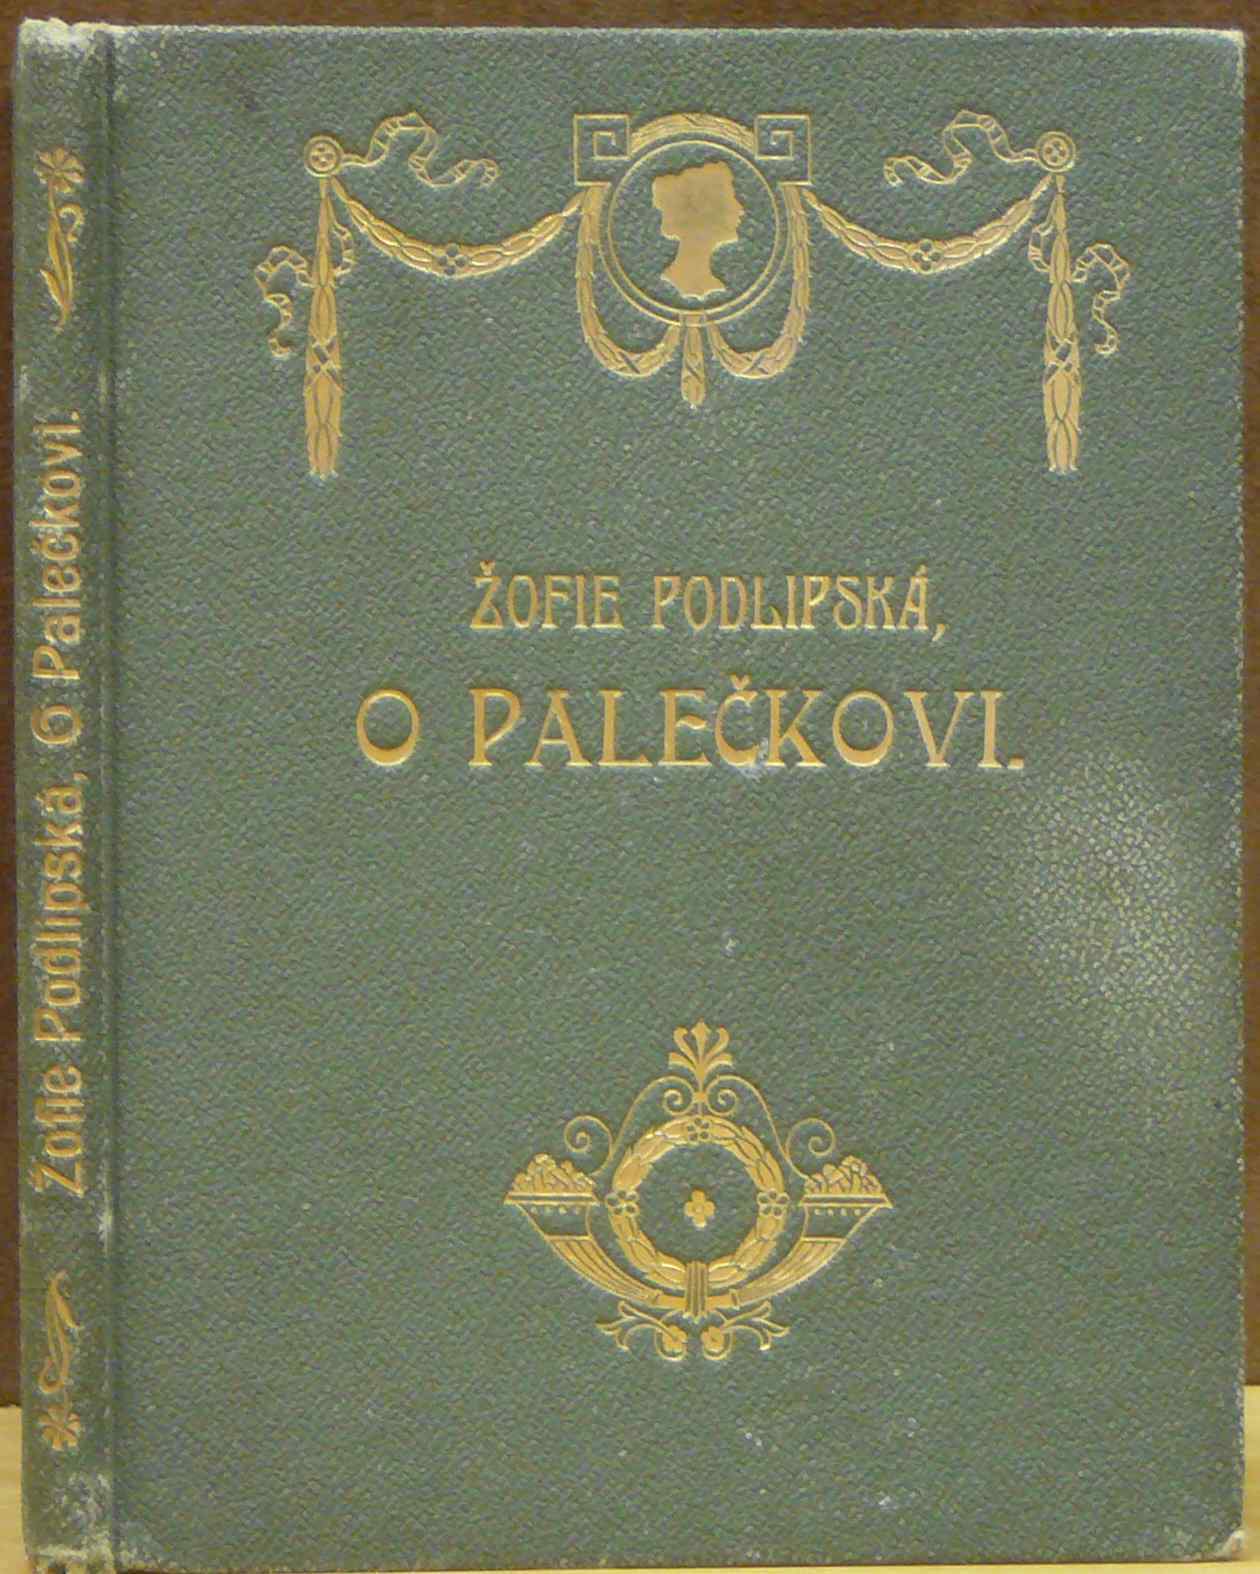 Žofie Podlipská, O Palečkovi.
ŽOFIE PODLIPSKÁ,
O PALEČKOVI.